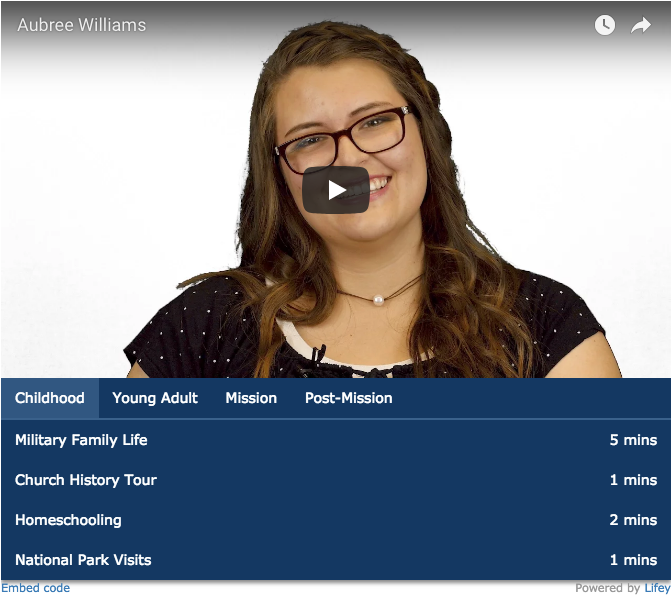 Aubree Williams
Childhood Young Adult Mission Post-Mission
Military Family Life 5 mins
Church History Tour 1 mins
Homeschooling 2 mins
National Park Visits 1 mins
Embed code Powered by Lifey